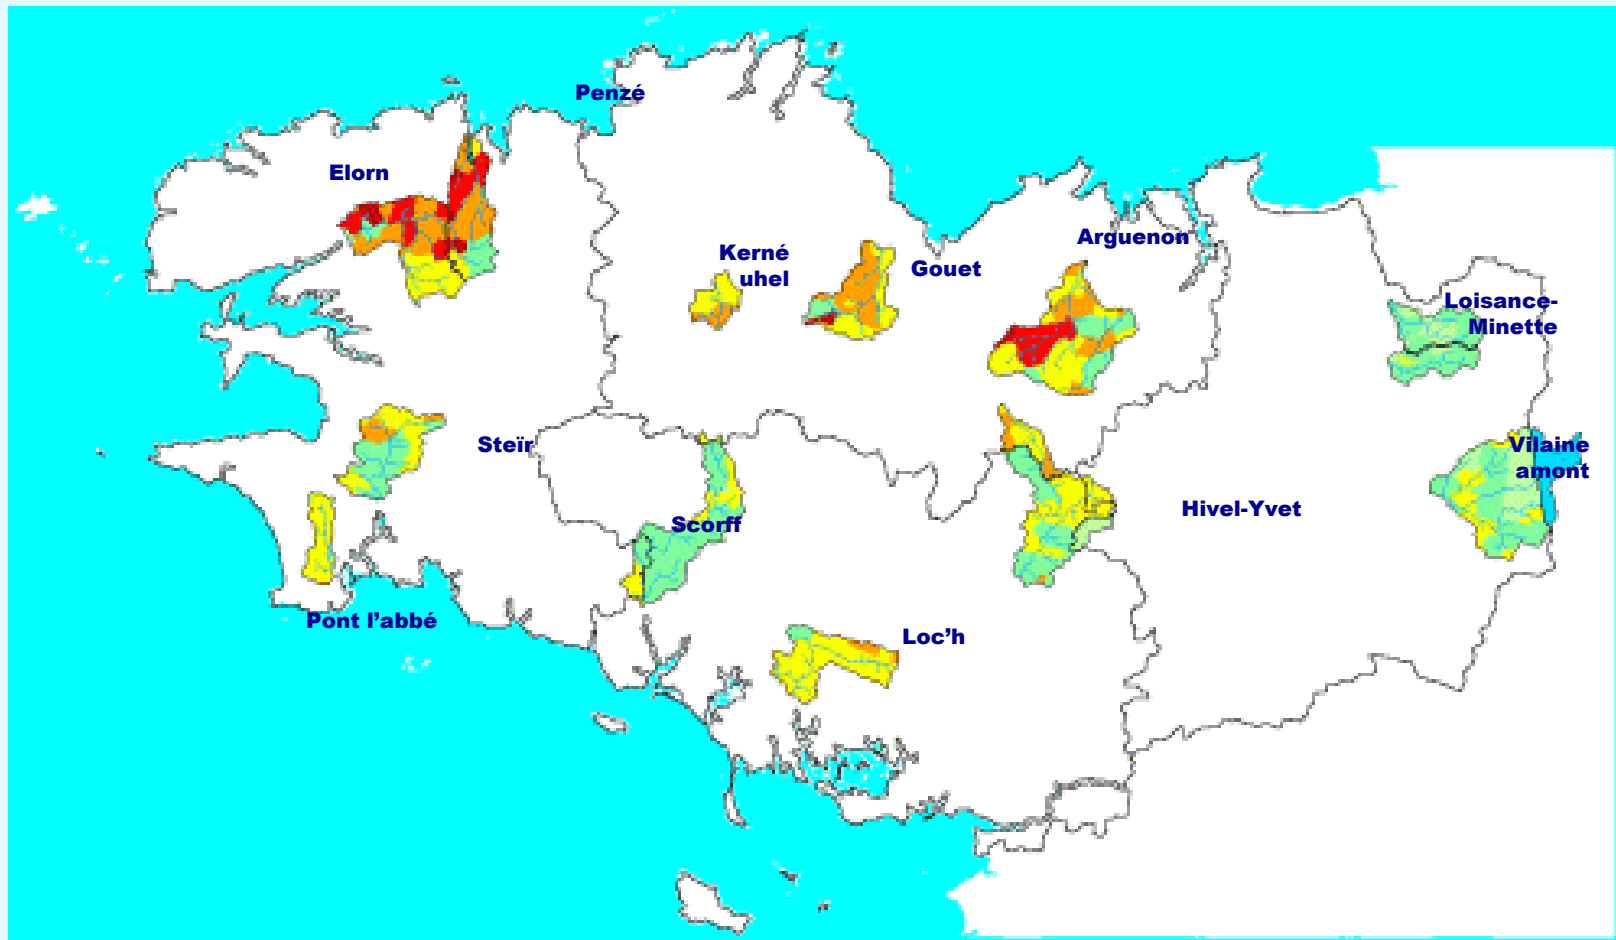 Penzé
Elorn
Kerné
uhel
Gouet
Arguenon
Loisance-
Minette
Steïr
Scorff
Hivel-Yvet
Vilaine
amont
Pont l’abbé
Loc’h